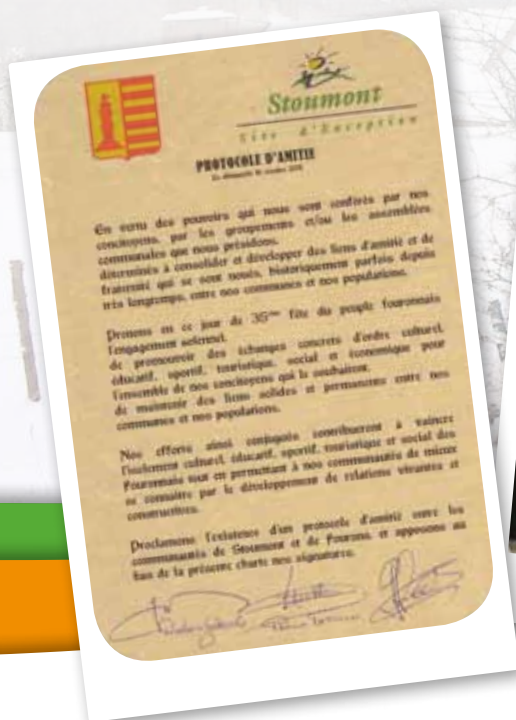 Stoumont
Site d'Exception
PROTOCOLE D'AMITIE
En vertu des pouvoirs qui nous sont conférés par nos
concitoyens, par les groupements et/ou les assemblées
communales que nous présidons,
déterminés à consolider et développer des liens d'amitié et de
fraternité qui se sont noués, historiquement parfois depuis
très longtemps, entre nos communes et nos populations.
Prenons en ce jour de 35ème fête du peuple fouronnais
l'engagement solennel
de promouvoir des échanges concrets d'ordre culturel,
éducatif, sportif, touristique, social et économique pour
l'ensemble de nos concitoyens qui le souhaitent.
de maintenir des liens solides et permanents entre nos
communes et nos populations.
Nos efforts ainsi conjugués contribueront à vaincre
l'isolement culturel, éducatif, sportif, touristique et social des
Fouronnais tout en permettant à nos communautés de mieux
se connaître par le développement de relations vivantes et
constructives.
Proclamons l'existence d'un protocole d'amitié entre les
communautés de Stoumont et de Fourons, et apposons au
bas de la présente charte nos signatures.